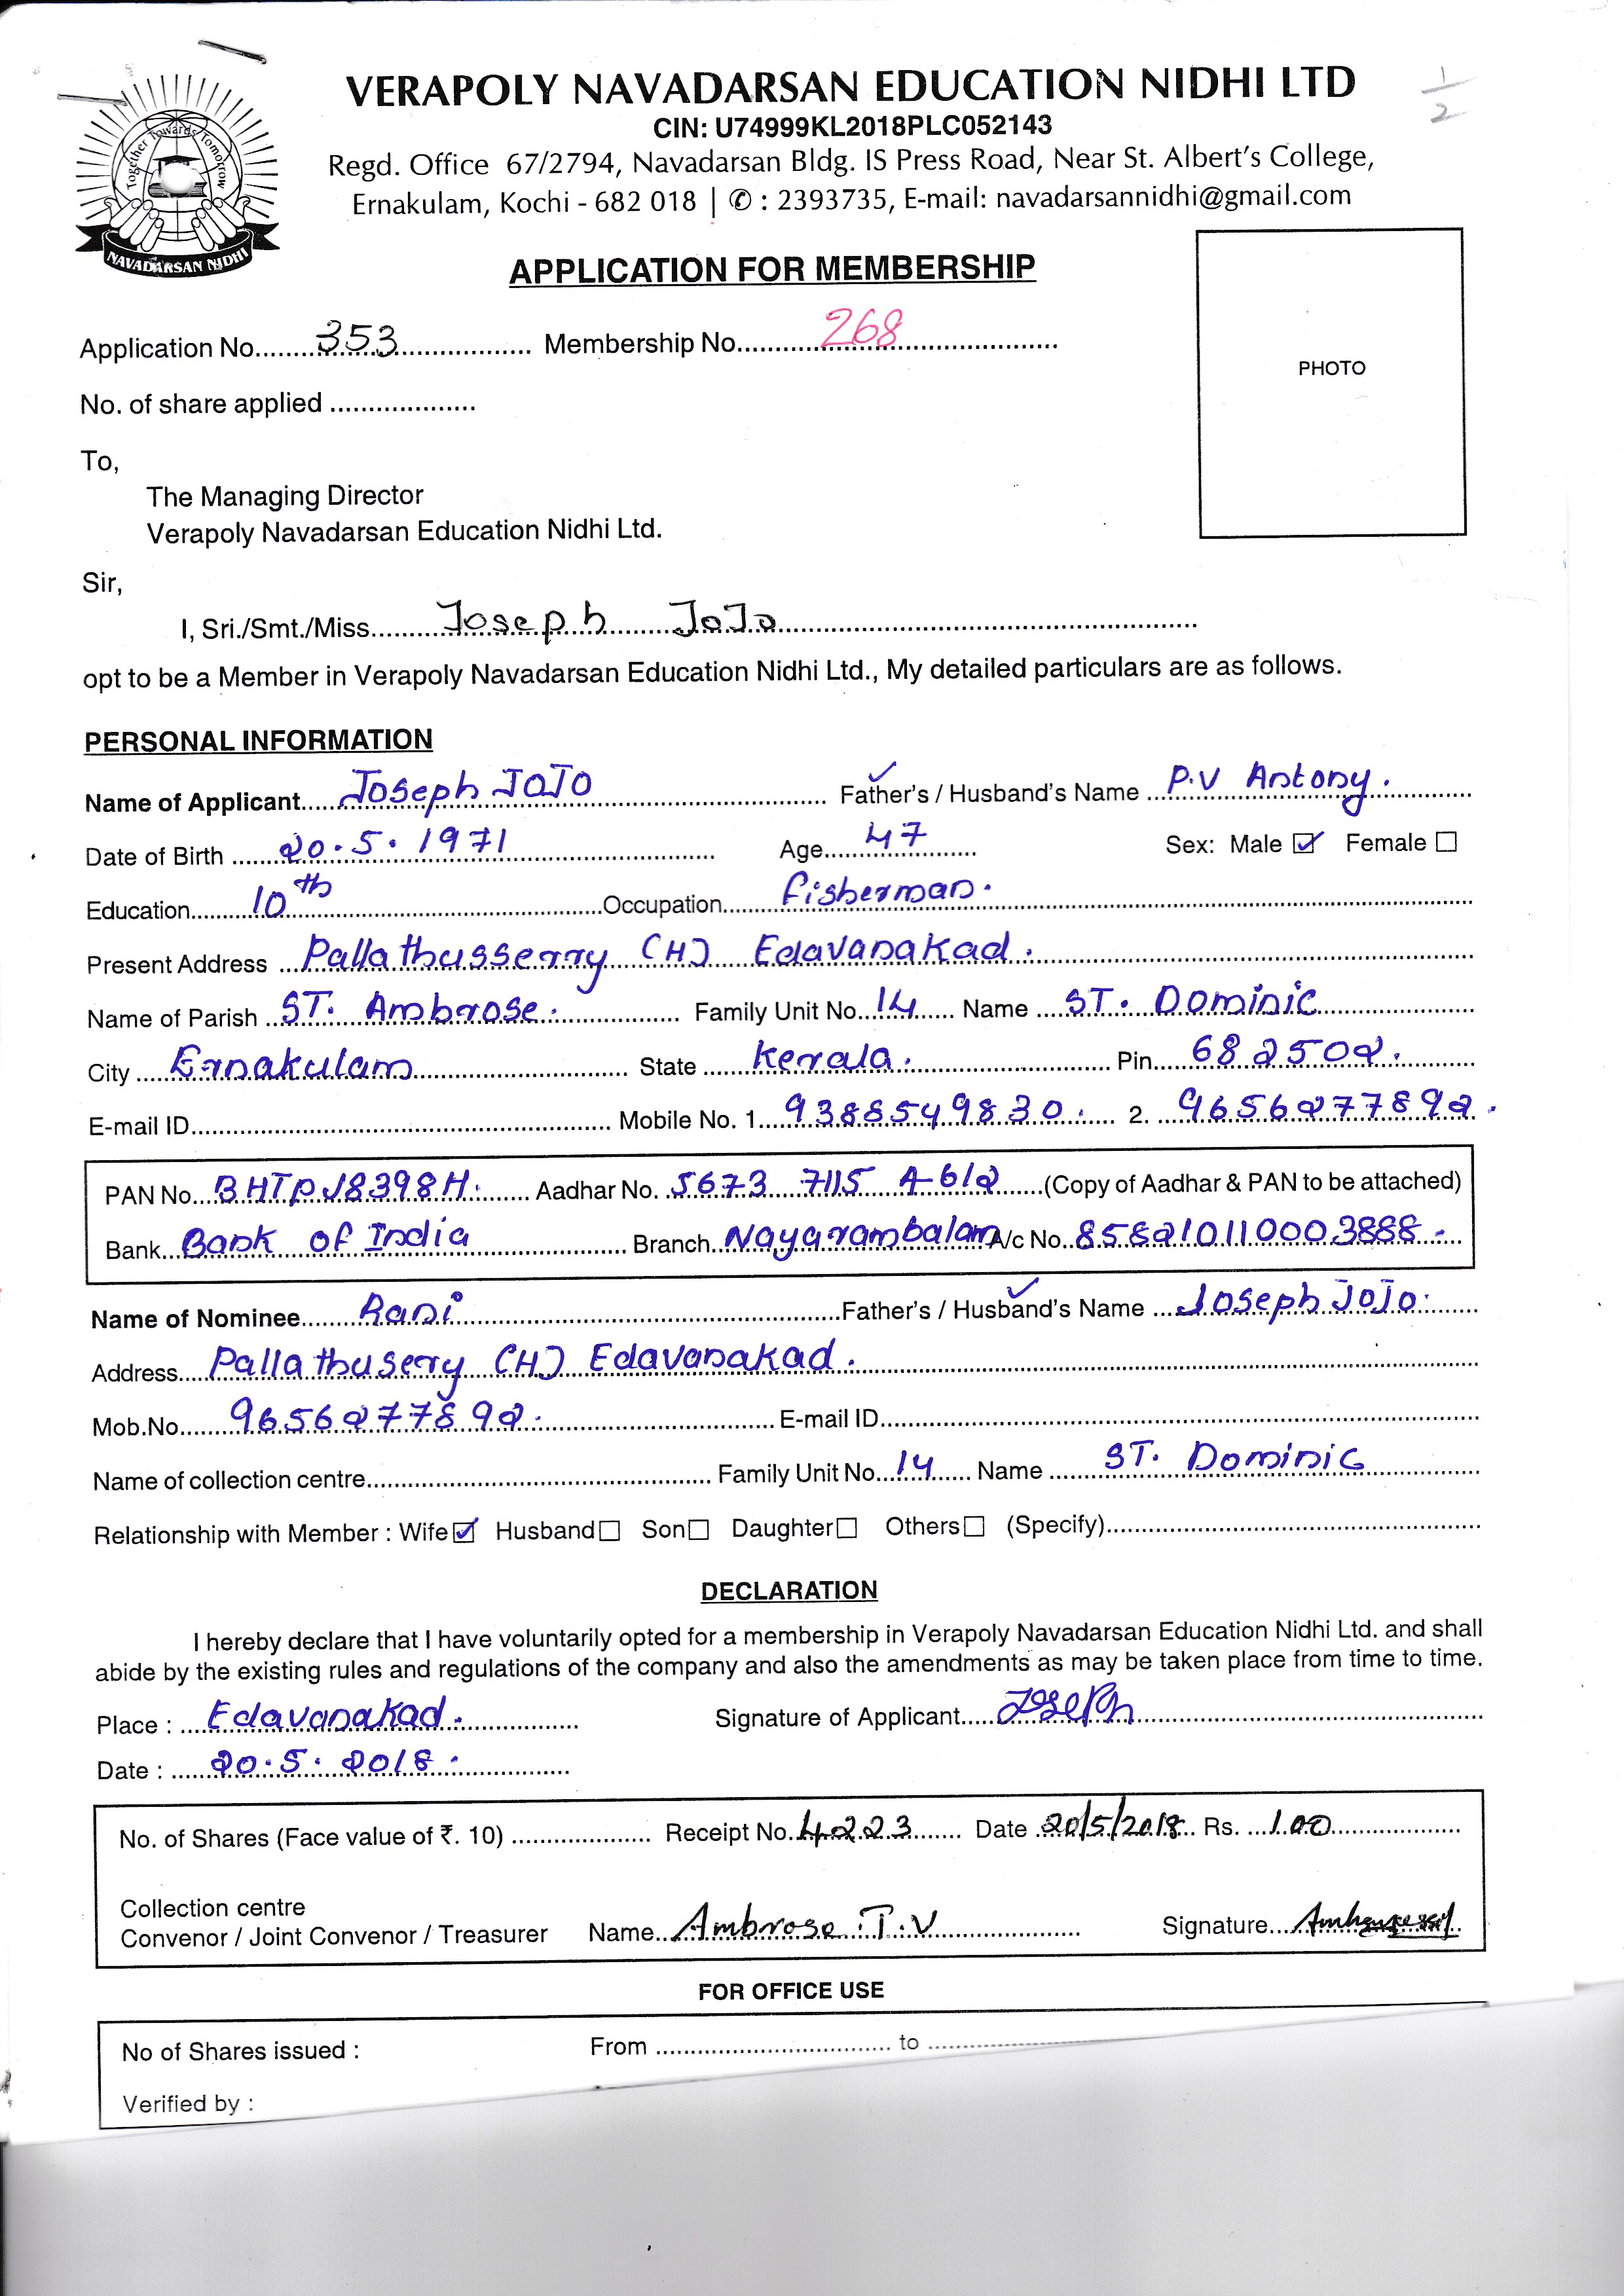 Together Towards Tomorrow
NAVADARSAN NIDHI
VERAPOLY NAVADARSAN EDUCATION NIDHI LTD
1/2
CIN: U74999KL2018PLC052143
Regd. Office 67/2794, Navadarsan Bldg. IS Press Road, Near St. Albert's College,
Ernakulam, Kochi - 682 018 | ✆ : 2393735, E-mail: navadarsannidhi@gmail.com
APPLICATION FOR MEMBERSHIP
Application No. 353 Membership No. 268
PHOTO
No. of share applied
To,
The Managing Director
Verapoly Navadarsan Education Nidhi Ltd.
Sir,
I, Sri./Smt./Miss Joseph JoJo
opt to be a Member in Verapoly Navadarsan Education Nidhi Ltd., My detailed particulars are as follows.
PERSONAL INFORMATION
Name of Applicant Joseph JOJO Father's / Husband's Name P.V Antony.
Date of Birth 20.5.1971 Age 47 Sex: Male ☑ Female ☐
Education 10th Occupation fisherman.
Present Address Pallathusserry (H) Edavanakad.
Name of Parish ST. Ambrose. Family Unit No. 14 Name ST. Dominic
City Ernakulam State kerala. Pin 682502.
E-mail ID Mobile No. 1. 9388549830. 2. 9656277892.
PAN No. BHTPJ8398H. Aadhar No. 5673 7115 (Copy of Aadhar & PAN to be attached)
Bank Bank of India Branch Nayarambalam A/c No. 858210110003888.
Name of Nominee Rani Father's / Husband's Name Joseph JoJo.
Address Pallathusery (H) Edavanakad.
Mob.No. 9656277892. E-mail ID
Name of collection centre Family Unit No. 14 Name ST. Dominic
Relationship with Member : Wife ☑ Husband ☐ Son ☐ Daughter ☐ Others ☐ (Specify)
DECLARATION
I hereby declare that I have voluntarily opted for a membership in Verapoly Navadarsan Education Nidhi Ltd. and shall
abide by the existing rules and regulations of the company and also the amendments as may be taken place from time to time.
Place : Edavanakad. Signature of Applicant Joseph
Date : 20.5.2018.
No. of Shares (Face value of ₹. 10) Receipt No. 4223 Date 20/5/2018 Rs. 100
Collection centre
Convenor / Joint Convenor / Treasurer Name Ambrose T.V Signature
FOR OFFICE USE
No of Shares issued : From to
Verified by :